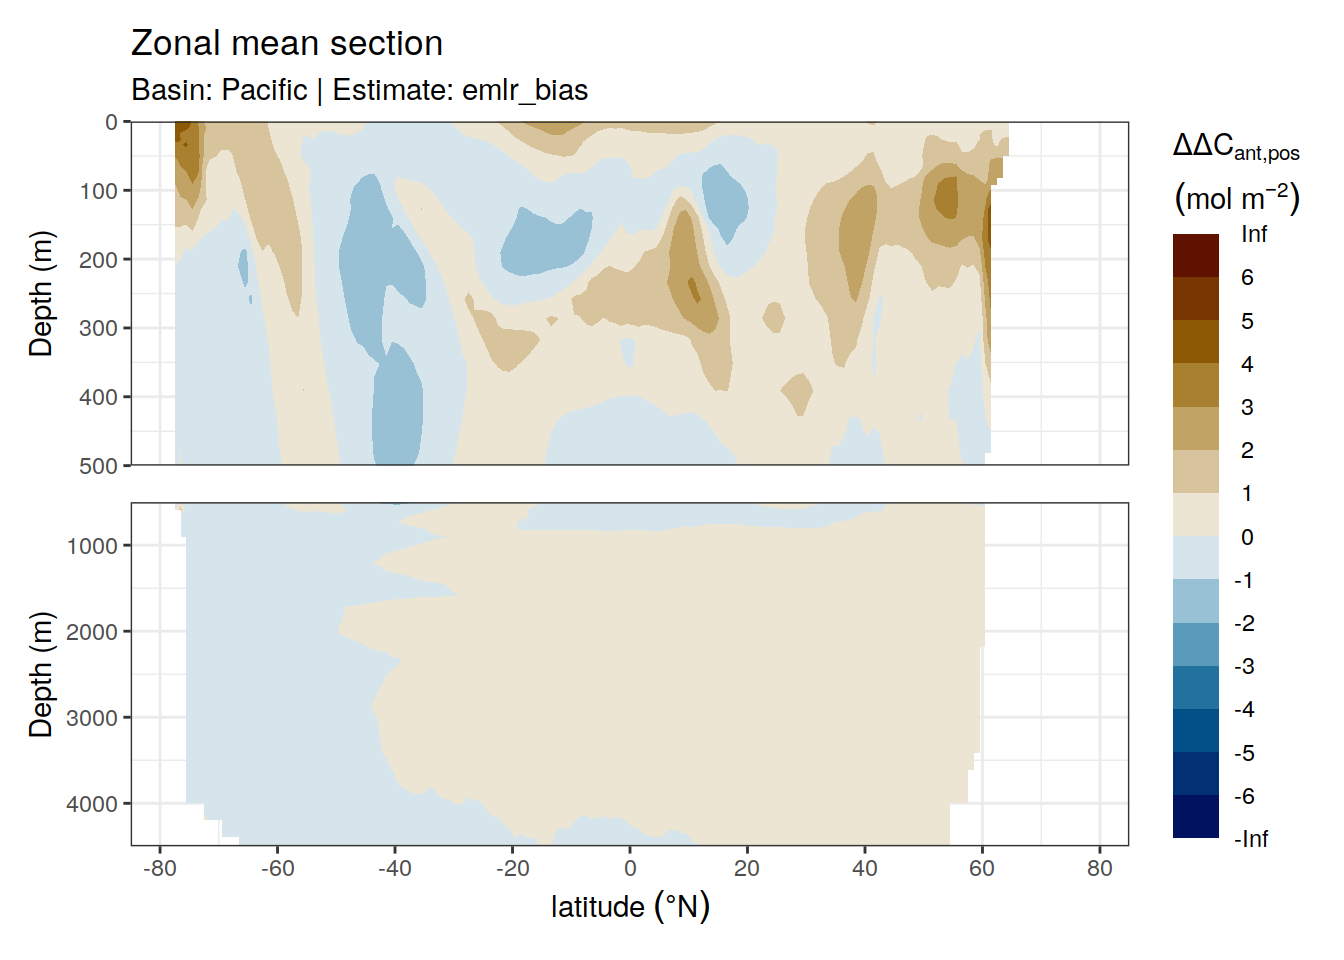 Zonal mean section
Basin: Pacific | Estimate: emlr_bias
0
100
200
300
400
500
Depth (m)
1000
2000
3000
4000
Depth (m)
-80 -60 -40 -20 0 20 40 60 80
latitude (°N)
ΔΔC_ant,pos
(mol m⁻²)
Inf
6
5
4
3
2
1
0
-1
-2
-3
-4
-5
-6
-Inf